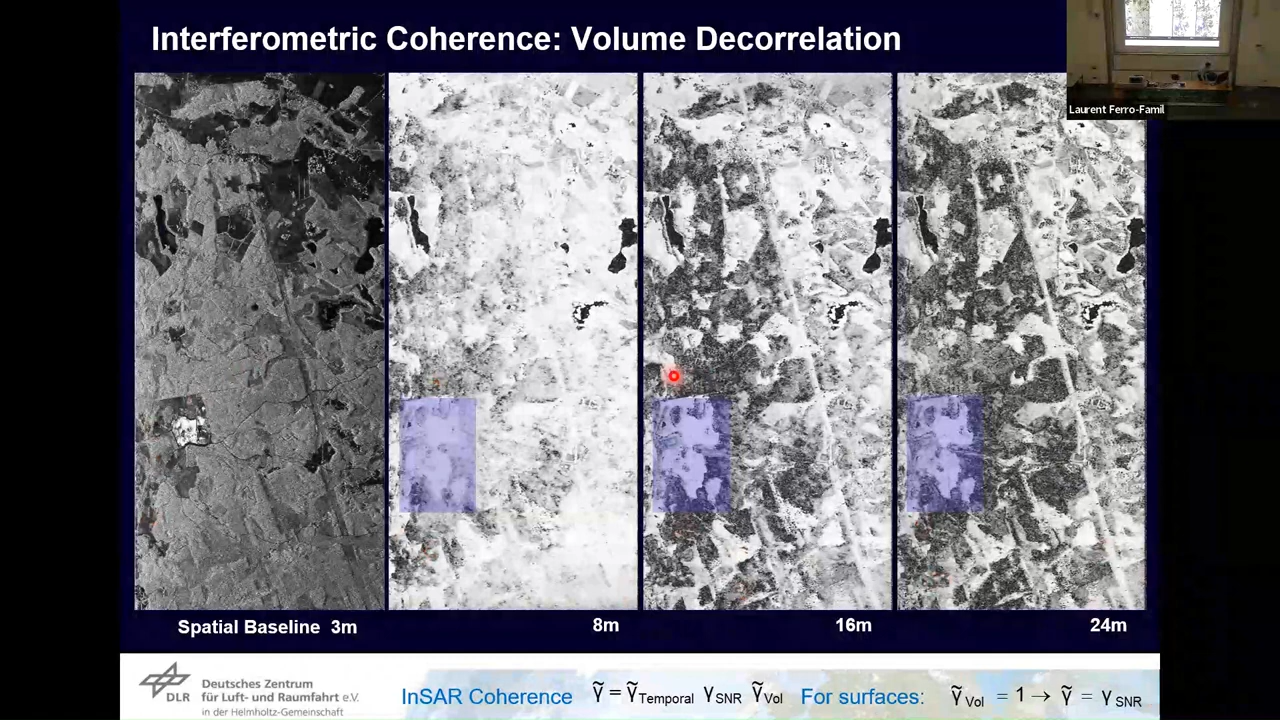 Interferometric Coherence: Volume Decorrelation
Laurent Ferro-Famil
Spatial Baseline 3m
8m
16m
24m
DLR
Deutsches Zentrum
für Luft- und Raumfahrt e.V.
in der Helmholtz-Gemeinschaft
InSAR Coherence γ̃ = γ̃Temporal γSNR γ̃Vol For surfaces: γ̃Vol = 1 → γ̃ = γSNR